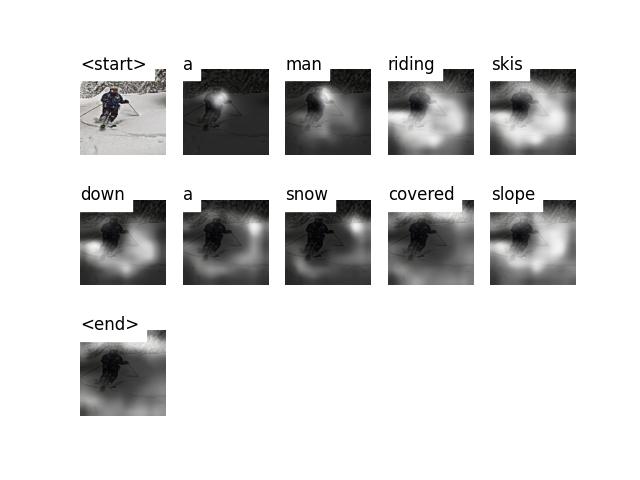 <start> a man riding skis
down a snow covered slope
<end>